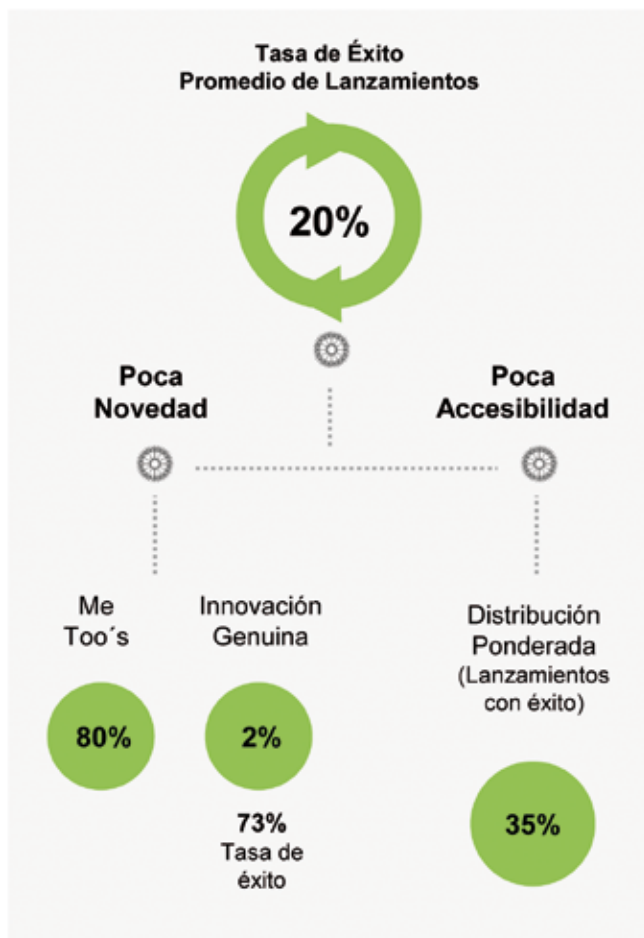 Tasa de Éxito
Promedio de Lanzamientos
20%
Poca
Novedad
Poca
Accesibilidad
Me
Too´s
80%
Innovación
Genuina
2%
73%
Tasa de
éxito
Distribución
Ponderada
(Lanzamientos
con éxito)
35%